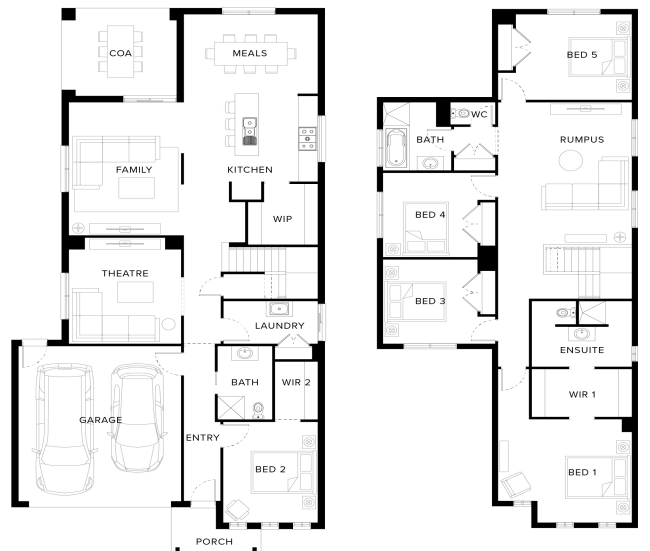 COA
MEALS
FAMILY
KITCHEN
WIP
THEATRE
LAUNDRY
BATH
WIR 2
GARAGE
ENTRY
BED 2
PORCH
BED 5
WC
BATH
RUMPUS
BED 4
BED 3
ENSUITE
WIR 1
BED 1